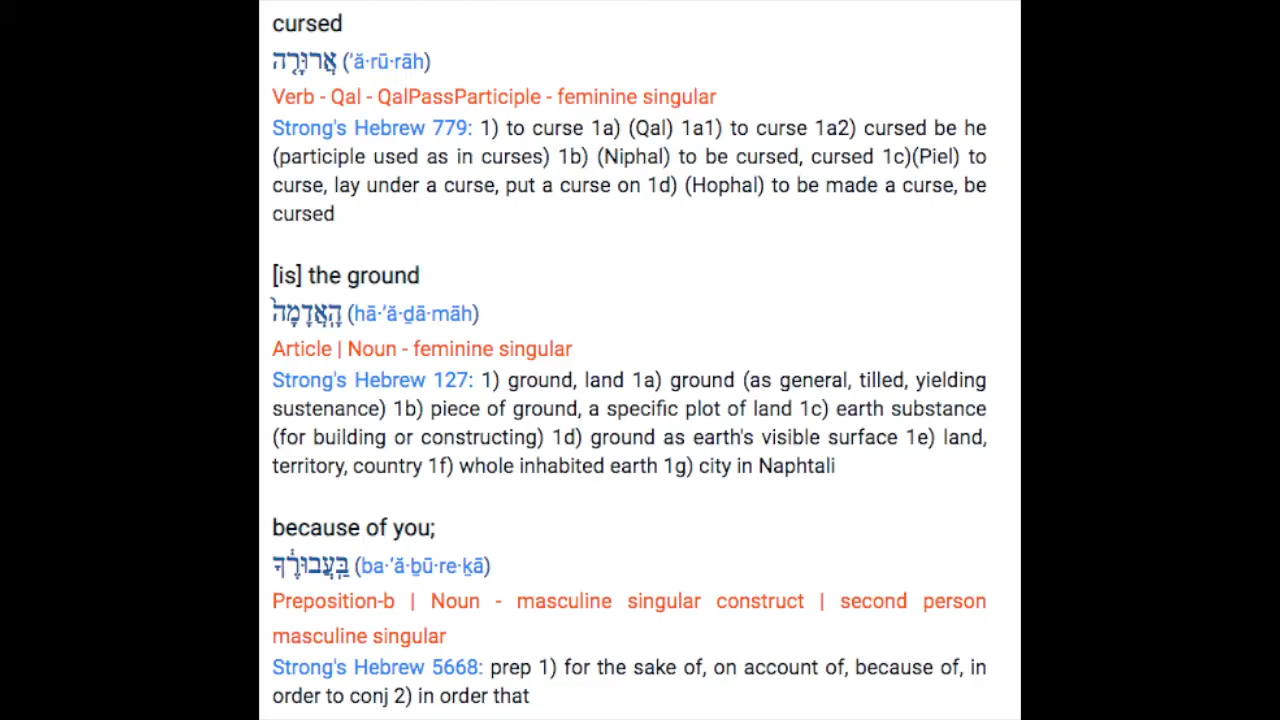 cursed
אֲרוּרָ֤ה (’ă·rū·rāh)
Verb - Qal - QalPassParticiple - feminine singular
Strong's Hebrew 779: 1) to curse 1a) (Qal) 1a1) to curse 1a2) cursed be he
(participle used as in curses) 1b) (Niphal) to be cursed, cursed 1c)(Piel) to
curse, lay under a curse, put a curse on 1d) (Hophal) to be made a curse, be
cursed
[is] the ground
הָֽאֲדָמָה֙ (hā·’ă·ḏā·māh)
Article | Noun - feminine singular
Strong's Hebrew 127: 1) ground, land 1a) ground (as general, tilled, yielding
sustenance) 1b) piece of ground, a specific plot of land 1c) earth substance
(for building or constructing) 1d) ground as earth's visible surface 1e) land,
territory, country 1f) whole inhabited earth 1g) city in Naphtali
because of you;
בַּֽעֲבוּרֶ֔ךָ (ba·‘ă·ḇū·re·ḵā)
Preposition-b | Noun - masculine singular construct | second person
masculine singular
Strong's Hebrew 5668: prep 1) for the sake of, on account of, because of, in
order to conj 2) in order that